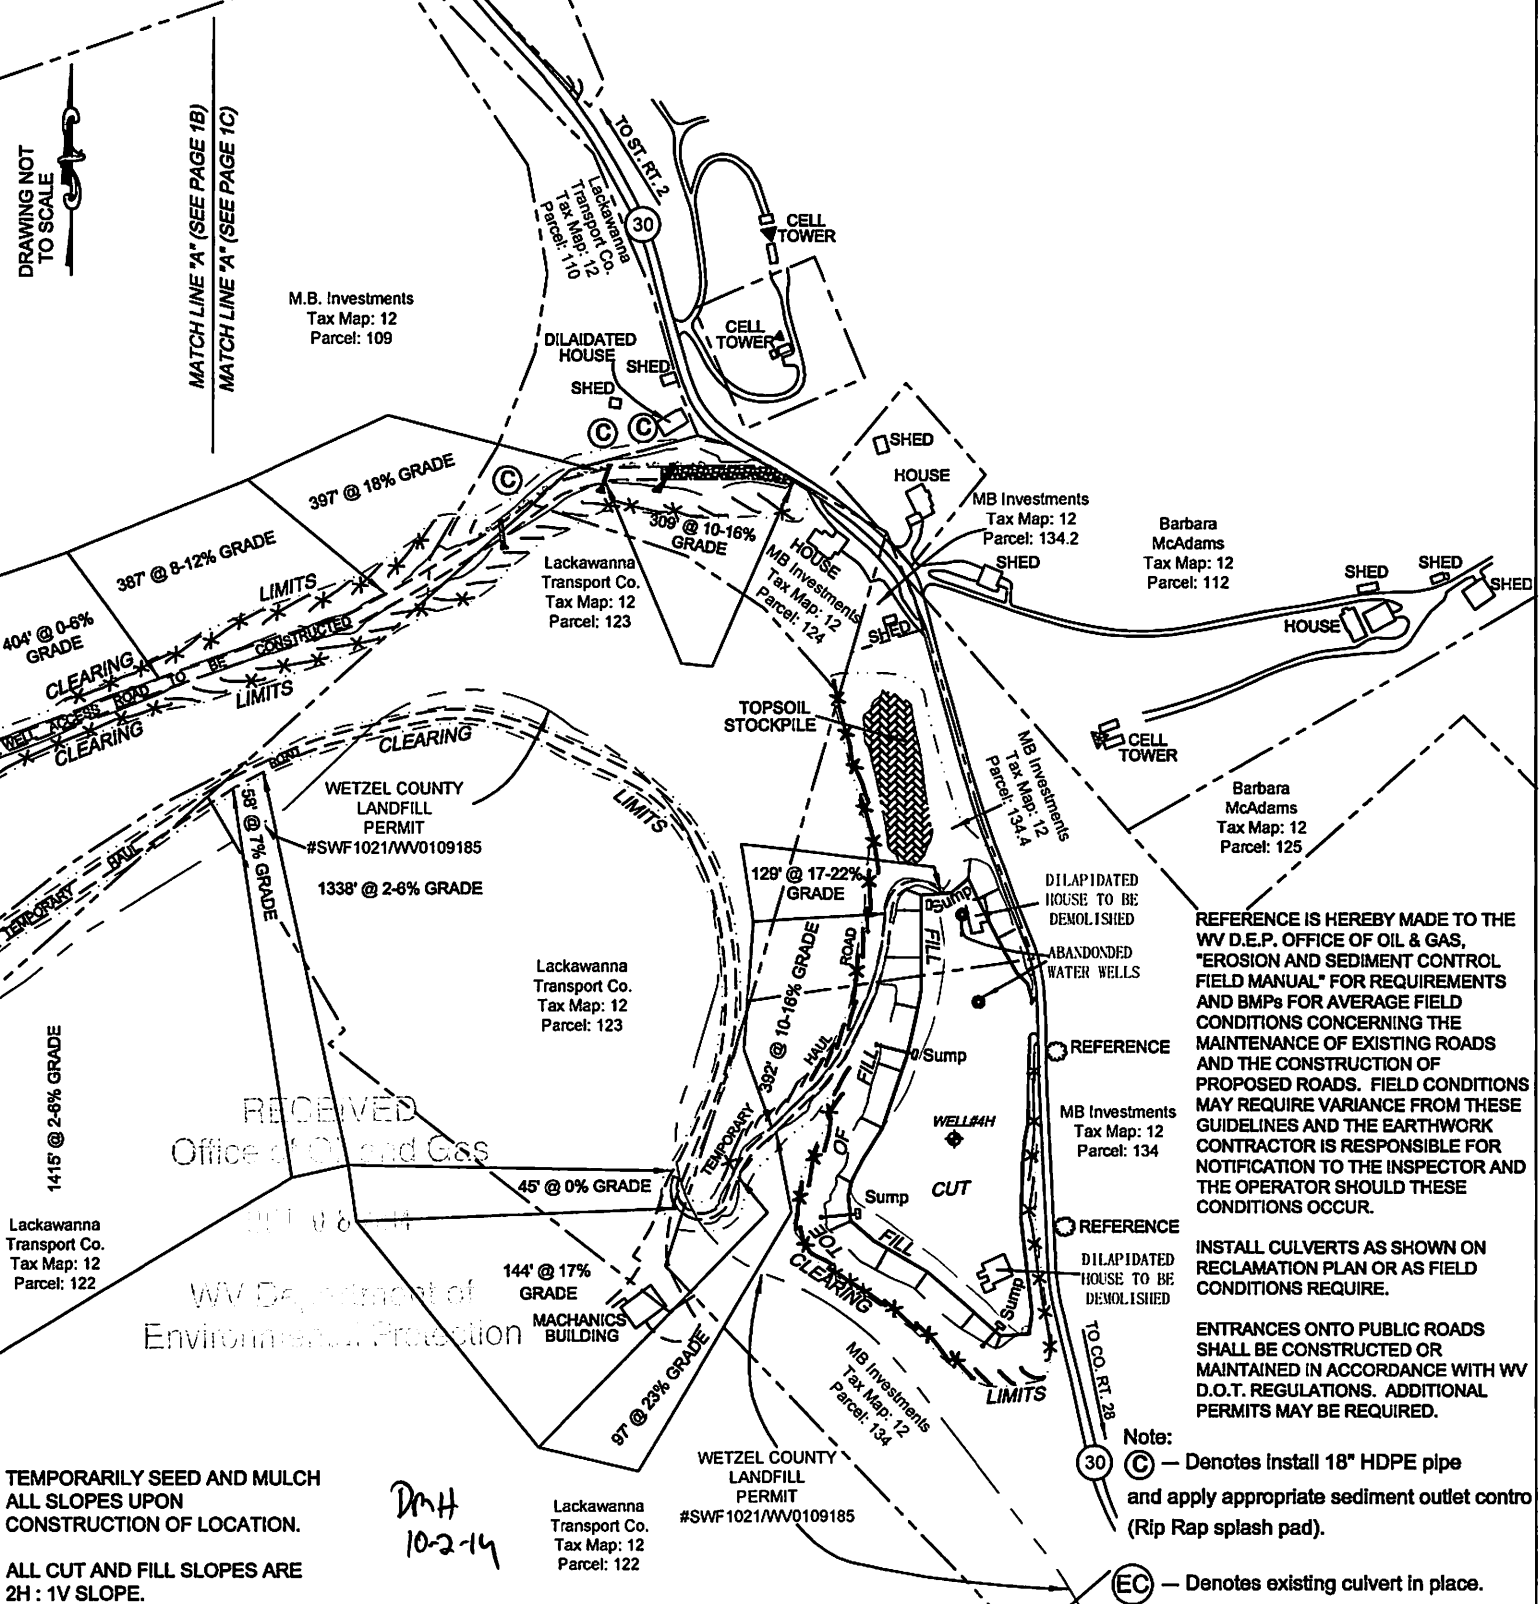 DRAWING NOT
TO SCALE
MATCH LINE "A" (SEE PAGE 1B)
MATCH LINE "A" (SEE PAGE 1C)
M.B. Investments
Tax Map: 12
Parcel: 109
TO ST. RT. 2
Lackawanna
Transport Co.
Tax Map: 12
Parcel: 110
30
CELL
TOWER
CELL
TOWER
DILAIDATED
HOUSE
SHED
SHED
C
C
C
SHED
HOUSE
MB Investments
Tax Map: 12
Parcel: 134.2
Barbara
McAdams
Tax Map: 12
Parcel: 112
SHED
SHED
SHED
SHED
HOUSE
397' @ 18% GRADE
387' @ 8-12% GRADE
404' @ 0-6%
GRADE
309' @ 10-16%
GRADE
HOUSE
MB Investments
Tax Map: 12
Parcel: 124
SHED
Lackawanna
Transport Co.
Tax Map: 12
Parcel: 123
LIMITS
CLEARING
WELL ACCESS ROAD TO BE CONSTRUCTED
LIMITS
CLEARING
TOPSOIL
STOCKPILE
CELL
TOWER
MB Investments
Tax Map: 12
Parcel: 134.4
Barbara
McAdams
Tax Map: 12
Parcel: 125
CLEARING
LIMITS
TEMPORARY HAUL ROAD
WETZEL COUNTY
LANDFILL
PERMIT
#SWF1021/WV0109185
58' @ 7% GRADE
1338' @ 2-6% GRADE
129' @ 17-22%
GRADE
Sump
DILAPIDATED
HOUSE TO BE
DEMOLISHED
ABANDONDED
WATER WELLS
FILL
392' @ 10-16% GRADE
TEMPORARY HAUL ROAD
Lackawanna
Transport Co.
Tax Map: 12
Parcel: 123
1415' @ 2-6% GRADE
FILL
Sump
REFERENCE
WELL#4H
MB Investments
Tax Map: 12
Parcel: 134
CUT
Sump
TOE OF
FILL
REFERENCE
DILAPIDATED
HOUSE TO BE
DEMOLISHED
Sump
CLEARING
LIMITS
RECEIVED
Office of Oil and Gas
WV Department of
Environmental Protection
45' @ 0% GRADE
Lackawanna
Transport Co.
Tax Map: 12
Parcel: 122
144' @ 17%
GRADE
MACHANICS
BUILDING
97' @ 23% GRADE
MB Investments
Tax Map: 12
Parcel: 134
TO CO. RT. 28
30
WETZEL COUNTY
LANDFILL
PERMIT
#SWF1021/WV0109185
REFERENCE IS HEREBY MADE TO THE
WV D.E.P. OFFICE OF OIL & GAS,
"EROSION AND SEDIMENT CONTROL
FIELD MANUAL" FOR REQUIREMENTS
AND BMPs FOR AVERAGE FIELD
CONDITIONS CONCERNING THE
MAINTENANCE OF EXISTING ROADS
AND THE CONSTRUCTION OF
PROPOSED ROADS. FIELD CONDITIONS
MAY REQUIRE VARIANCE FROM THESE
GUIDELINES AND THE EARTHWORK
CONTRACTOR IS RESPONSIBLE FOR
NOTIFICATION TO THE INSPECTOR AND
THE OPERATOR SHOULD THESE
CONDITIONS OCCUR.
INSTALL CULVERTS AS SHOWN ON
RECLAMATION PLAN OR AS FIELD
CONDITIONS REQUIRE.
ENTRANCES ONTO PUBLIC ROADS
SHALL BE CONSTRUCTED OR
MAINTAINED IN ACCORDANCE WITH WV
D.O.T. REGULATIONS. ADDITIONAL
PERMITS MAY BE REQUIRED.
Note:
C — Denotes install 18" HDPE pipe
and apply appropriate sediment outlet contro
(Rip Rap splash pad).
EC — Denotes existing culvert in place.
TEMPORARILY SEED AND MULCH
ALL SLOPES UPON
CONSTRUCTION OF LOCATION.
ALL CUT AND FILL SLOPES ARE
2H : 1V SLOPE.
DmH
10-2-14
Lackawanna
Transport Co.
Tax Map: 12
Parcel: 122